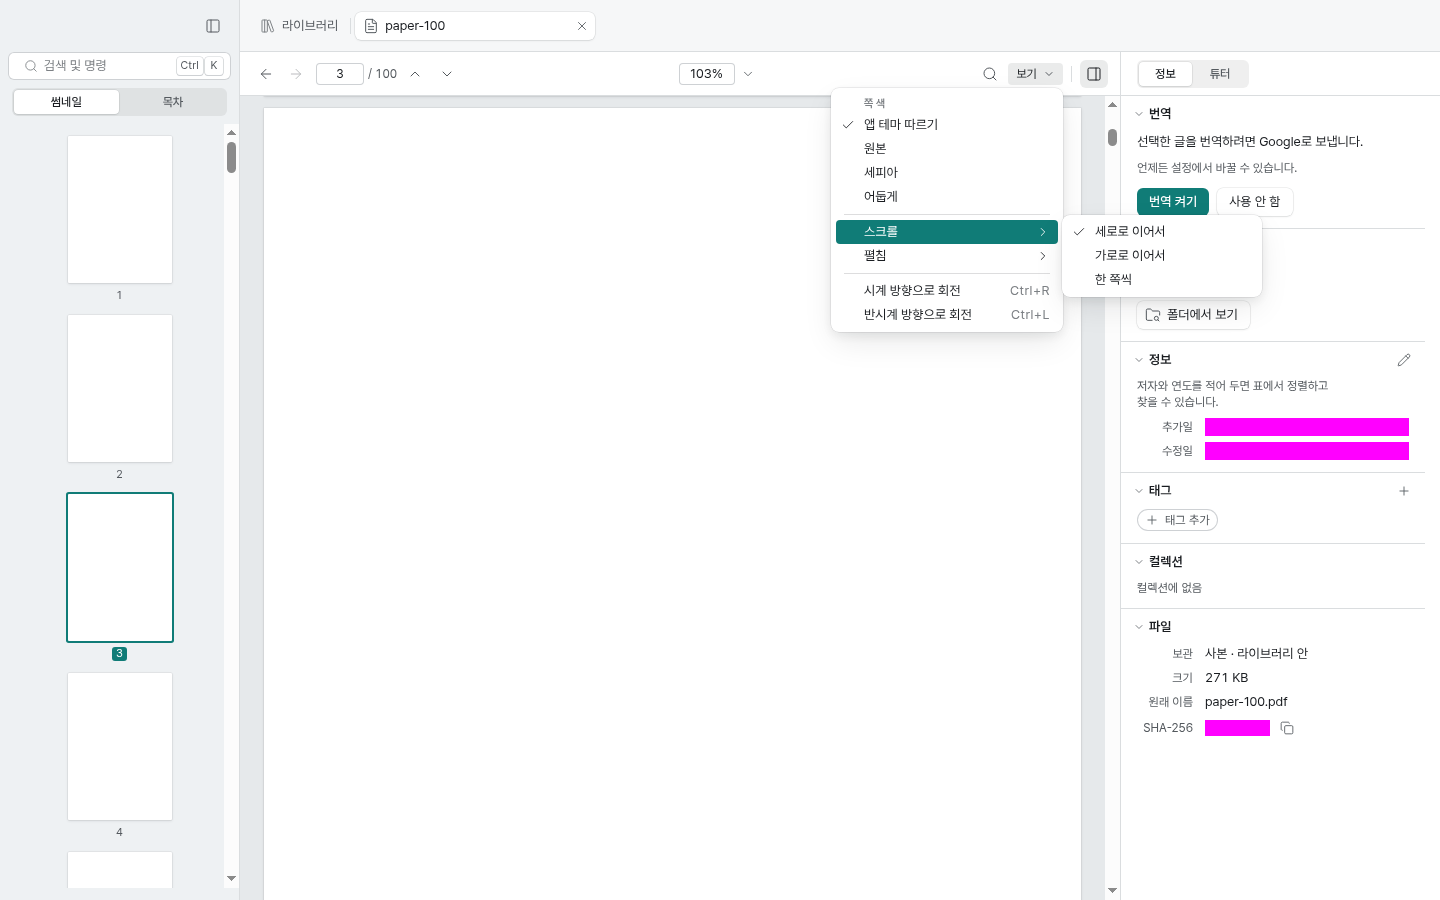 라이브러리
paper-100
검색 및 명령
Ctrl
K
썸네일
목차
1
2
3
4
3
/ 100
103%
보기
쪽 색
앱 테마 따르기
원본
세피아
어둡게
스크롤
펼침
시계 방향으로 회전 Ctrl+R
반시계 방향으로 회전 Ctrl+L
세로로 이어서
가로로 이어서
한 쪽씩
정보
튜터
번역
선택한 글을 번역하려면 Google로 보냅니다.
언제든 설정에서 바꿀 수 있습니다.
번역 켜기
사용 안 함
폴더에서 보기
정보
저자와 연도를 적어 두면 표에서 정렬하고
찾을 수 있습니다.
추가일
수정일
태그
태그 추가
컬렉션
컬렉션에 없음
파일
보관 사본 · 라이브러리 안
크기 271 KB
원래 이름 paper-100.pdf
SHA-256